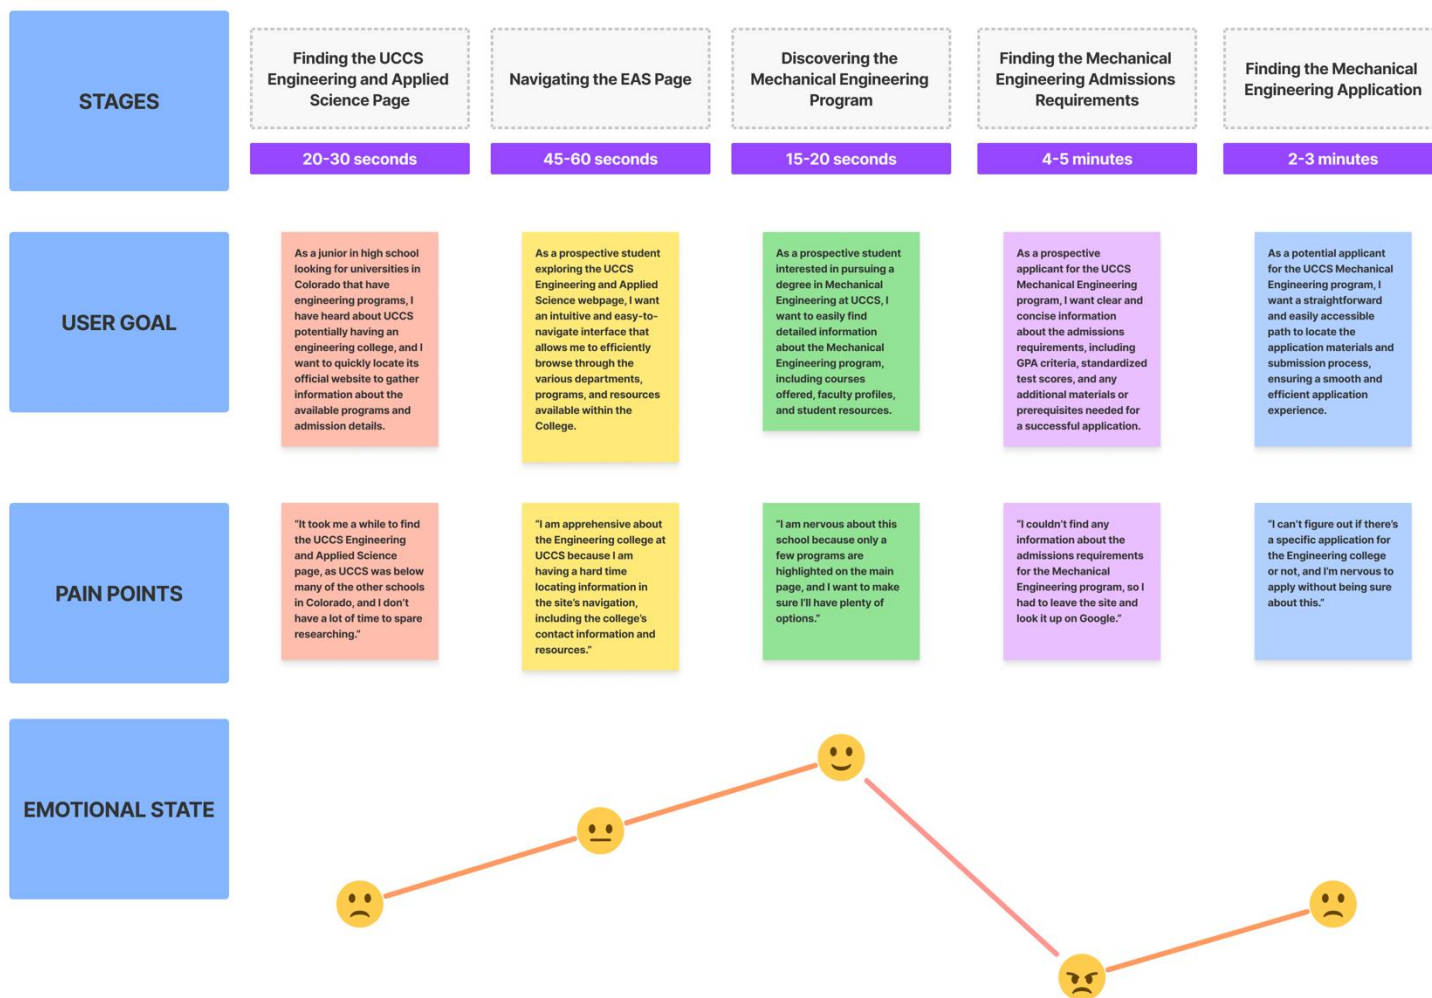 STAGES
Finding the UCCS
Engineering and Applied
Science Page
20-30 seconds
Navigating the EAS Page
45-60 seconds
Discovering the
Mechanical Engineering
Program
15-20 seconds
Finding the Mechanical
Engineering Admissions
Requirements
4-5 minutes
Finding the Mechanical
Engineering Application
2-3 minutes
USER GOAL
As a junior in high school
looking for universities in
Colorado that have
engineering programs, I
have heard about UCCS
potentially having an
engineering college, and I
want to quickly locate its
official website to gather
information about the
available programs and
admission details.
As a prospective student
exploring the UCCS
Engineering and Applied
Science webpage, I want
an intuitive and easy-to-
navigate interface that
allows me to efficiently
browse through the
various departments,
programs, and resources
available within the
College.
As a prospective student
interested in pursuing a
degree in Mechanical
Engineering at UCCS, I
want to easily find
detailed information
about the Mechanical
Engineering program,
including courses
offered, faculty profiles,
and student resources.
As a prospective
applicant for the UCCS
Mechanical Engineering
program, I want clear and
concise information
about the admissions
requirements, including
GPA criteria, standardized
test scores, and any
additional materials or
prerequisites needed for
a successful application.
As a potential applicant
for the UCCS Mechanical
Engineering program, I
want a straightforward
and easily accessible
path to locate the
application materials and
submission process,
ensuring a smooth and
efficient application
experience.
PAIN POINTS
"It took me a while to find
the UCCS Engineering
and Applied Science
page, as UCCS was below
many of the other schools
in Colorado, and I don't
have a lot of time to spare
researching."
"I am apprehensive about
the Engineering college at
UCCS because I am
having a hard time
locating information in
the site's navigation,
including the college's
contact information and
resources."
"I am nervous about this
school because only a
few programs are
highlighted on the main
page, and I want to make
sure I'll have plenty of
options."
"I couldn't find any
information about the
admissions requirements
for the Mechanical
Engineering program, so I
had to leave the site and
look it up on Google."
"I can't figure out if there's
a specific application for
the Engineering college
or not, and I'm nervous to
apply without being sure
about this."
EMOTIONAL STATE